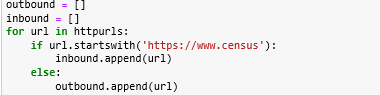 outbound = []
inbound = []
for url in httpurls:
    if url.startswith('https://www.census'):
        inbound.append(url)
    else:
        outbound.append(url)